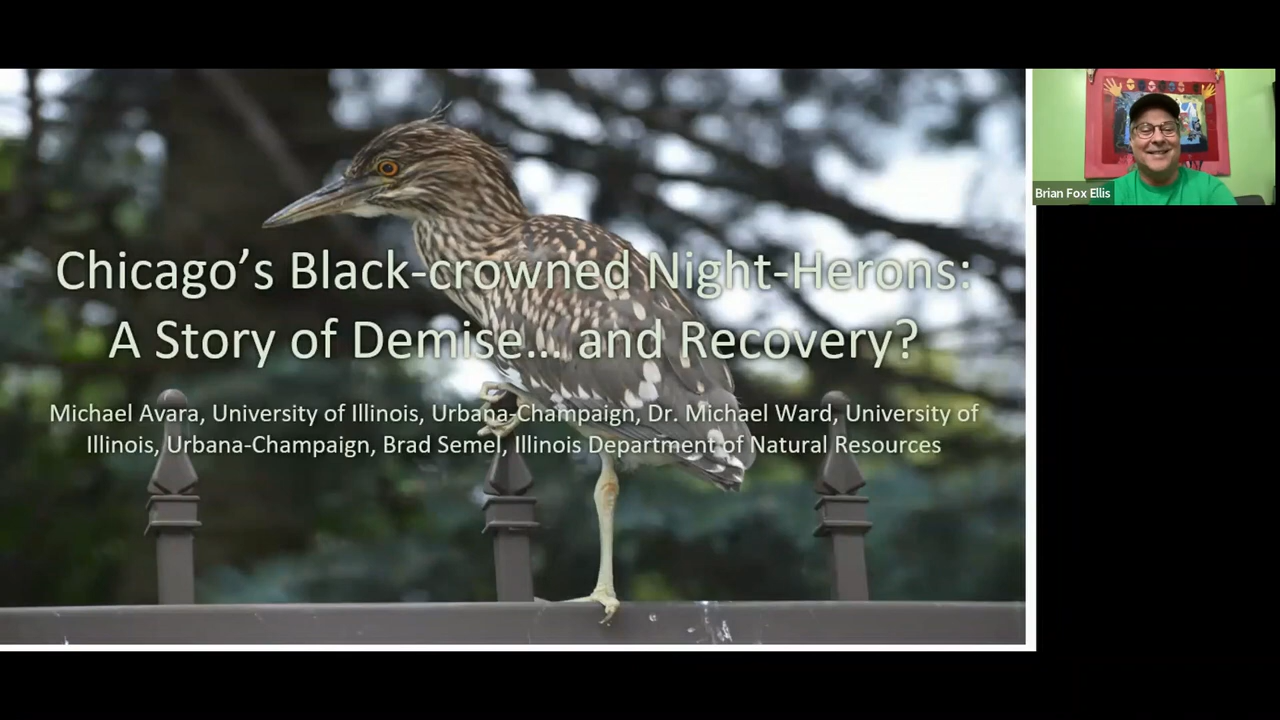 Chicago’s Black-crowned Night-Herons:
A Story of Demise... and Recovery?
Michael Avara, University of Illinois, Urbana-Champaign, Dr. Michael Ward, University of
Illinois, Urbana-Champaign, Brad Semel, Illinois Department of Natural Resources
Brian Fox Ellis